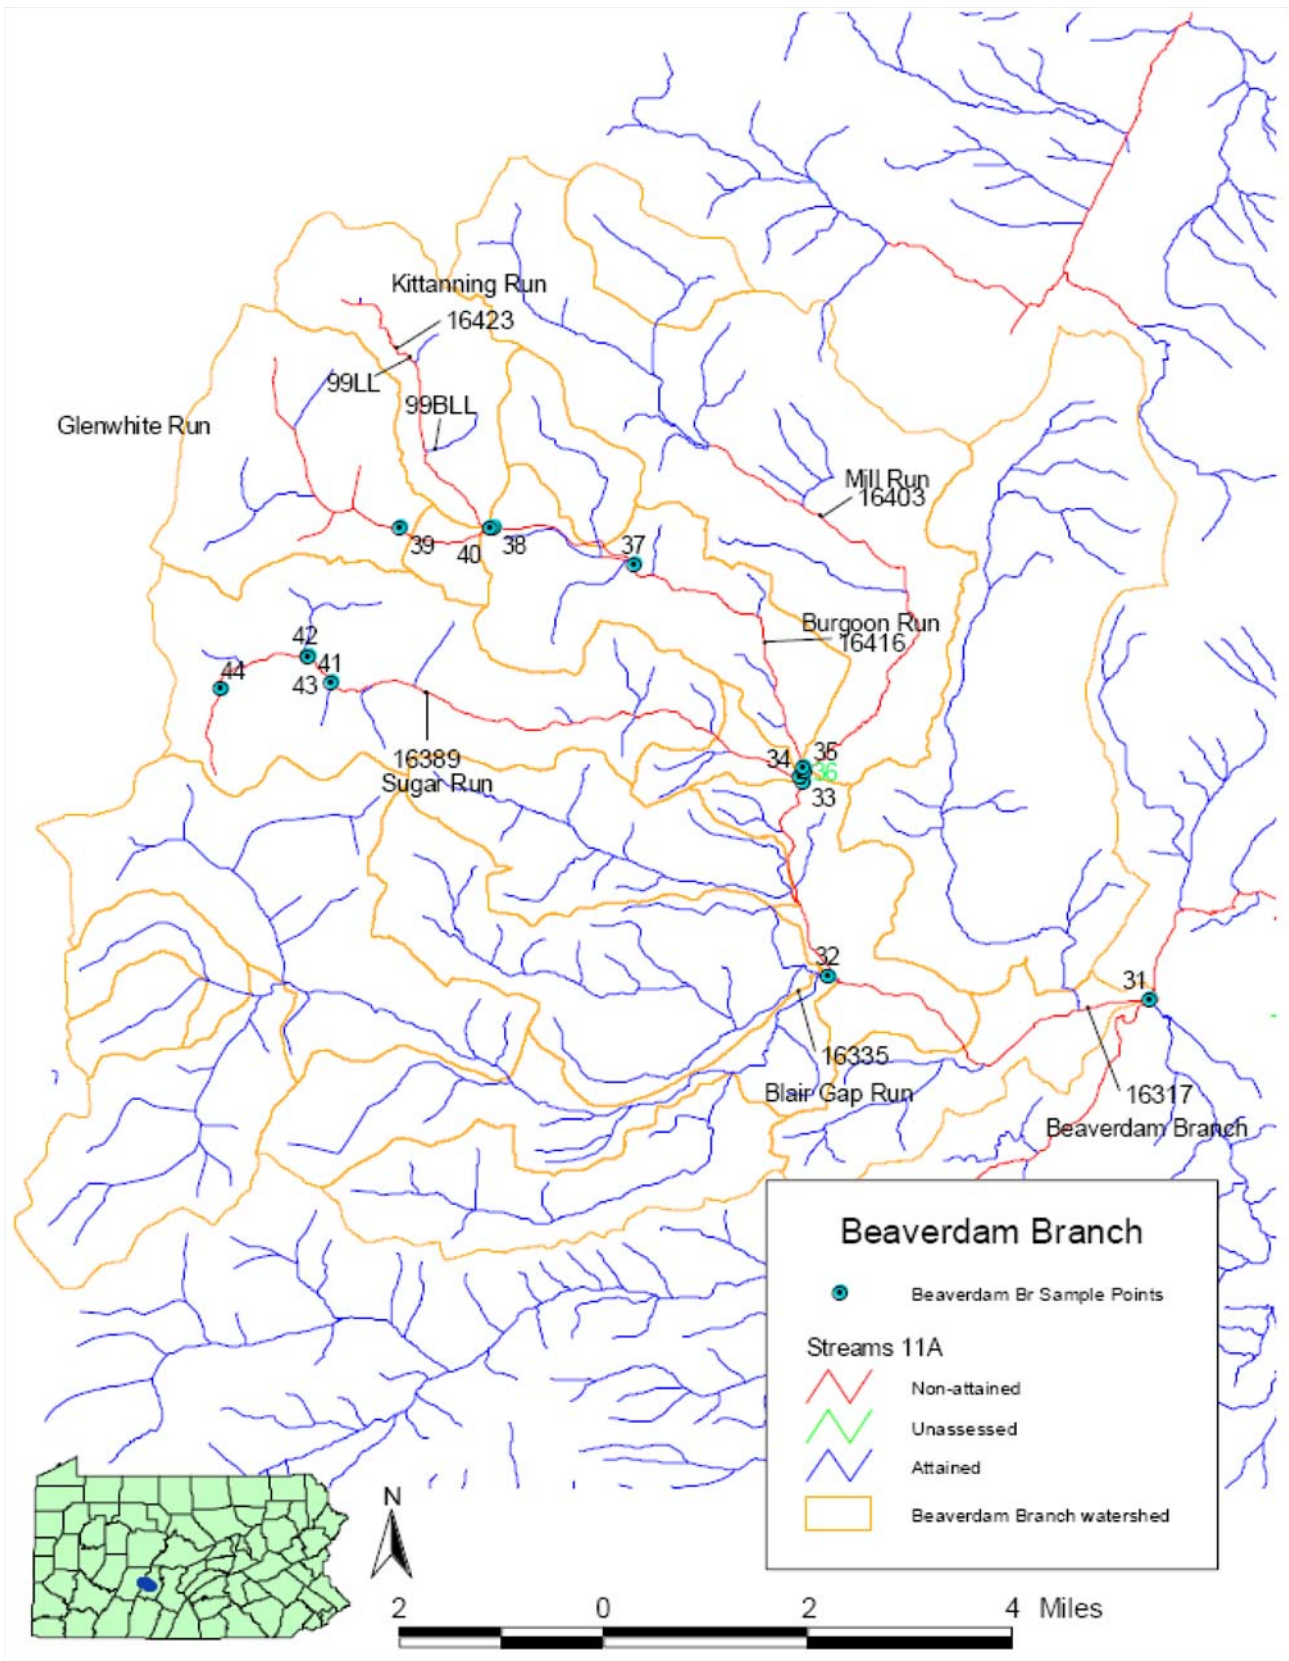 Kittanning Run
16423
99LL
99BLL
Glenwhite Run
Mill Run
16403
39
40
38
37
Burgoon Run
16416
42
41
44
43
35
34
36
33
16389
Sugar Run
32
31
16335
Blair Gap Run
16317
Beaverdam Branch
Beaverdam Branch
Beaverdam Br Sample Points
Streams 11A
Non-attained
Unassessed
Attained
Beaverdam Branch watershed
N
2 0 2 4 Miles